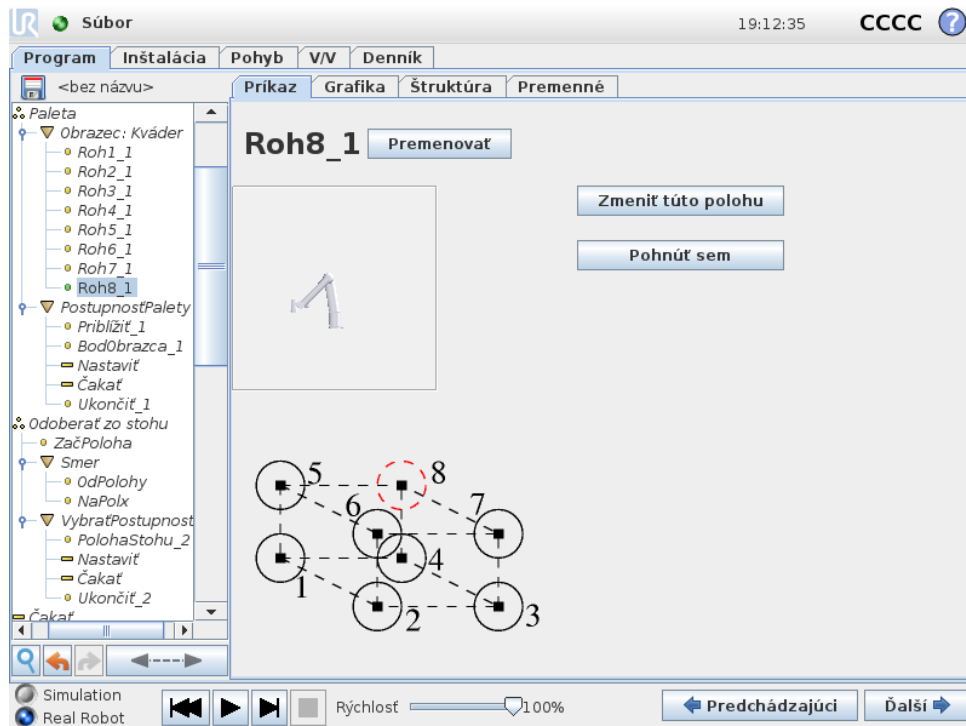 UR Súbor 19:12:35 CCCC ?
Program Inštalácia Pohyb V/V Denník
<bez názvu> Príkaz Grafika Štruktúra Premenné
Paleta
Obrazec: Kváder
Roh1_1
Roh2_1
Roh3_1
Roh4_1
Roh5_1
Roh6_1
Roh7_1
Roh8_1
PostupnosťPalety
Priblížiť_1
BodObrazca_1
Nastaviť
Čakať
Ukončiť_1
Odoberať zo stohu
ZačPoloha
Smer
OdPolohy
NaPolx
VybraťPostupnost
PolohaStohu_2
Nastaviť
Čakať
Ukončiť_2
Čakať
Roh8_1 Premenovať
Zmeniť túto polohu
Pohnúť sem
5 8
6 7
1 4
2 3
Simulation
Real Robot
Rýchlosť 100%
Predchádzajúci Ďalší